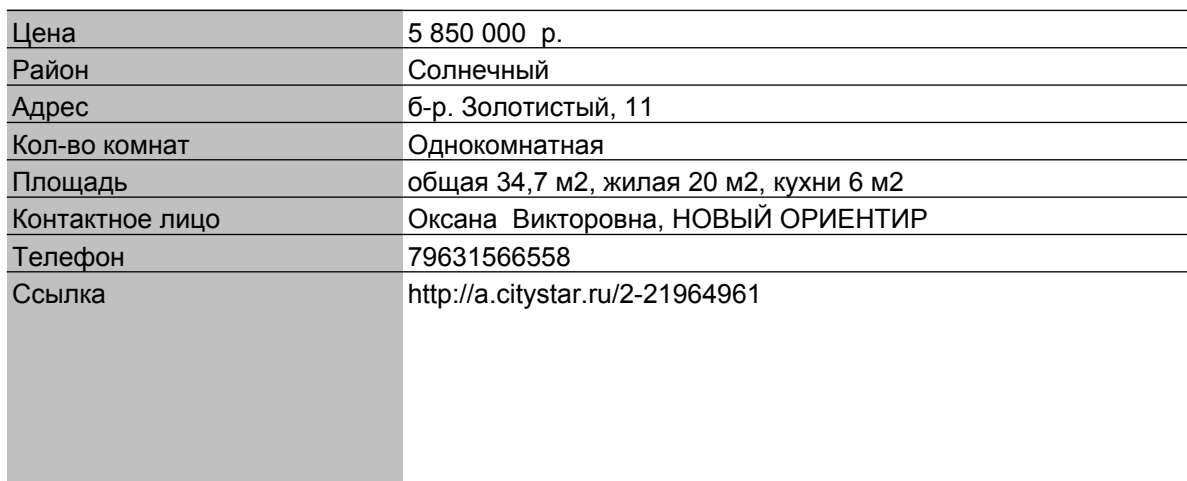 Цена 5 850 000 р.
Район Солнечный
Адрес б-р. Золотистый, 11
Кол-во комнат Однокомнатная
Площадь общая 34,7 м2, жилая 20 м2, кухни 6 м2
Контактное лицо Оксана Викторовна, НОВЫЙ ОРИЕНТИР
Телефон 79631566558
Ссылка http://a.citystar.ru/2-21964961